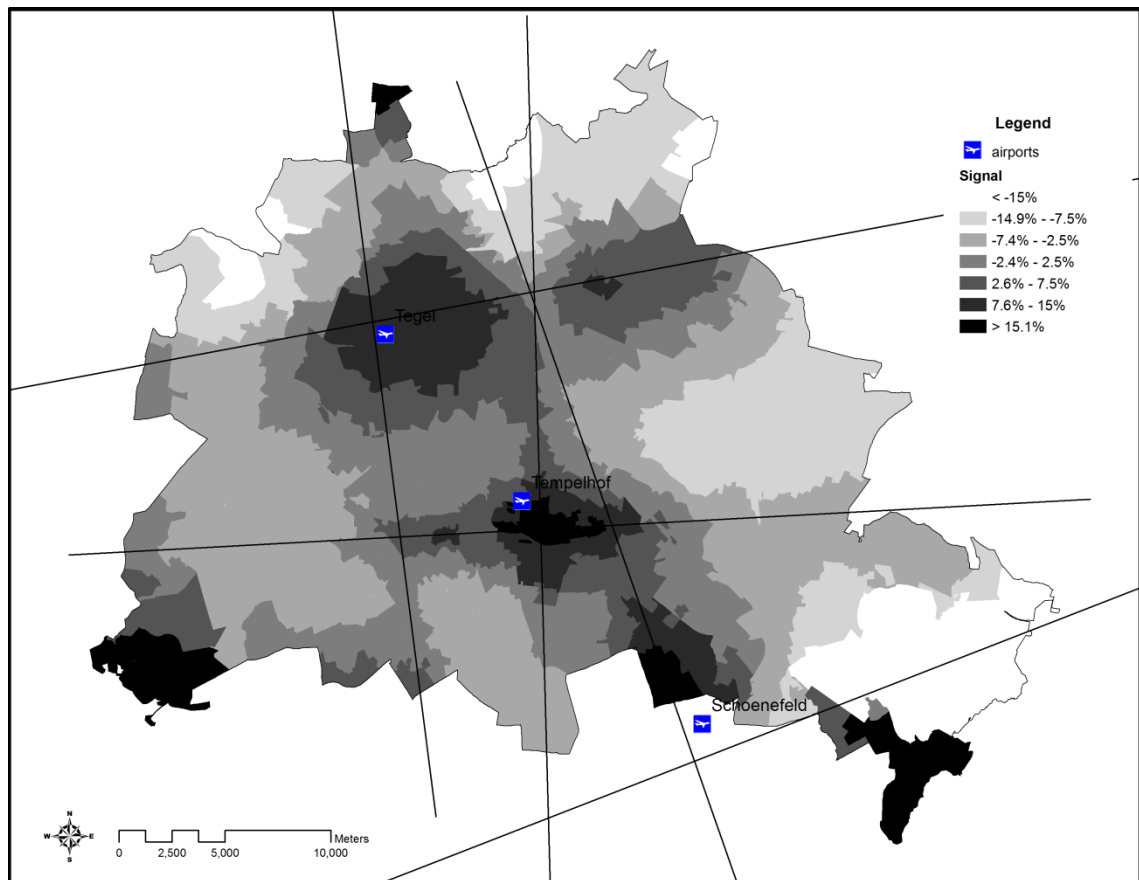 Legend
airports
Signal
< -15%
-14.9% - -7.5%
-7.4% - -2.5%
-2.4% - 2.5%
2.6% - 7.5%
7.6% - 15%
> 15.1%
Tegel
Tempelhof
Schoenefeld
N
W E
S
Meters
0 2,500 5,000 10,000